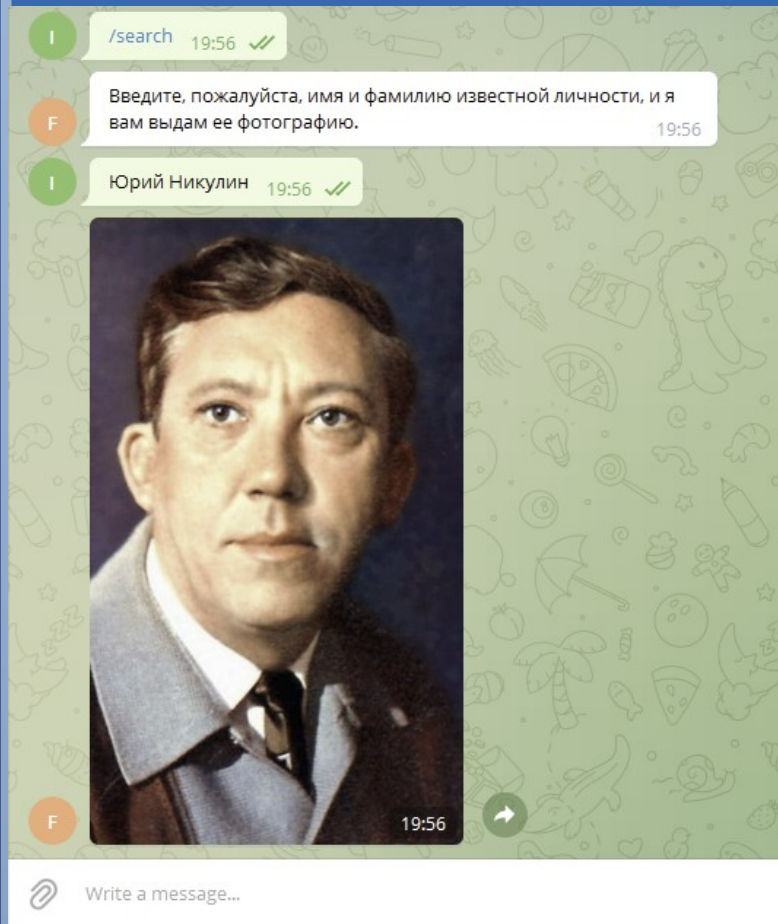 I
/search 19:56
Введите, пожалуйста, имя и фамилию известной личности, и я
F
вам выдам ее фотографию. 19:56
I
Юрий Никулин 19:56
F
19:56
Write a message...